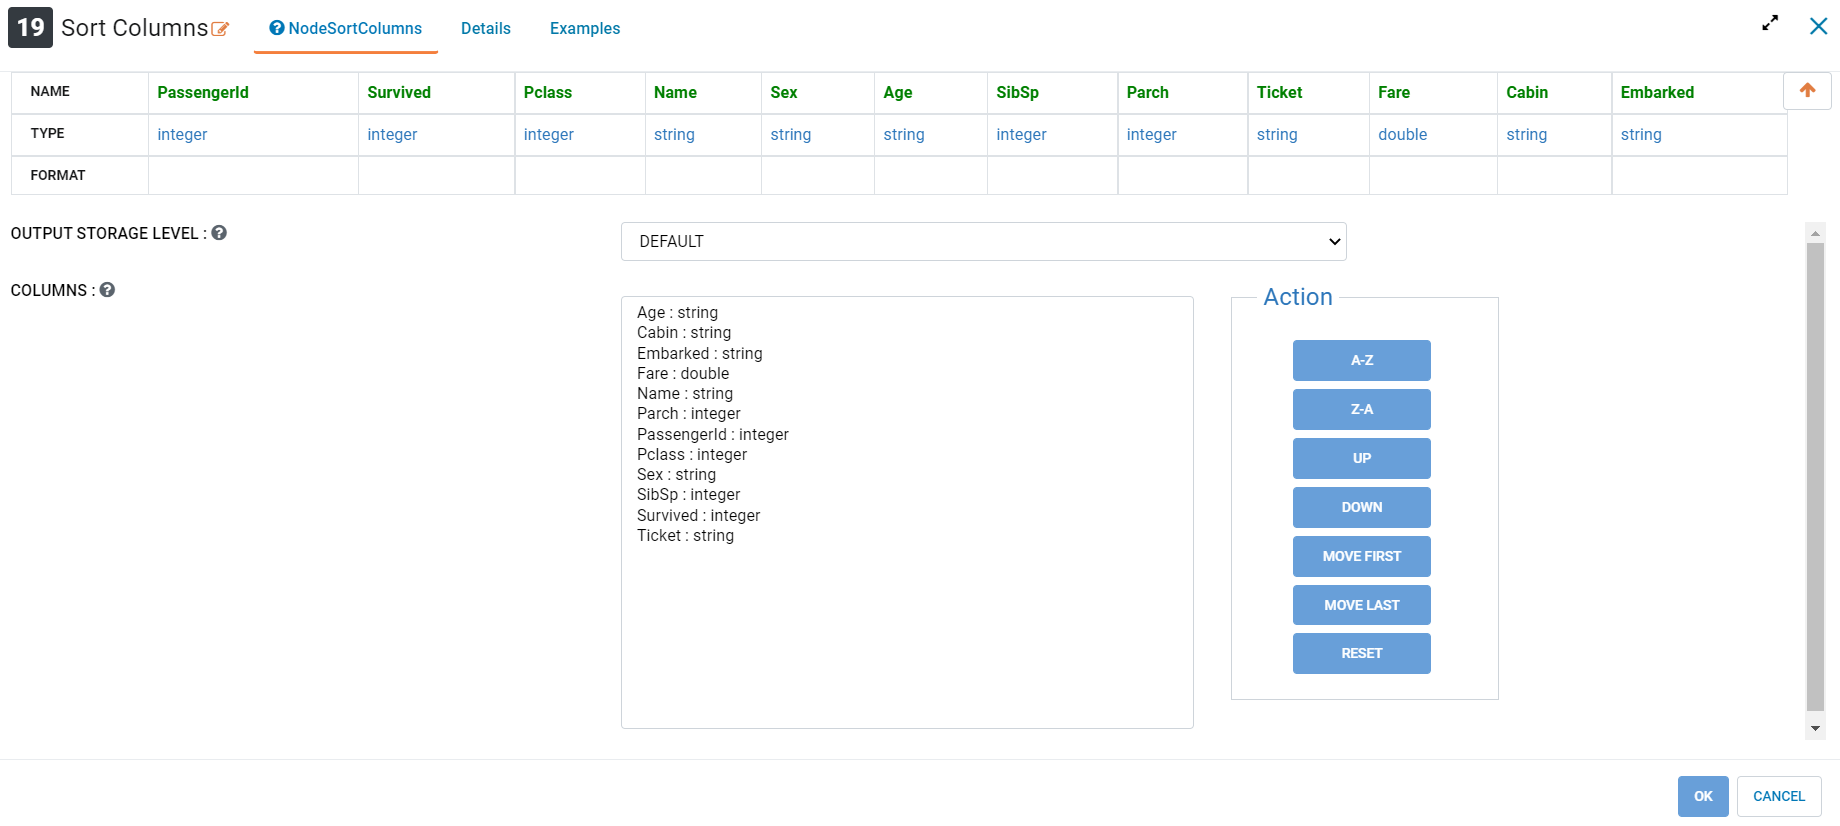 19 Sort Columns NodeSortColumns Details Examples
NAME PassengerId Survived Pclass Name Sex Age SibSp Parch Ticket Fare Cabin Embarked
TYPE integer integer integer string string string integer integer string double string string
FORMAT
OUTPUT STORAGE LEVEL :
DEFAULT
COLUMNS :
Age : string
Cabin : string
Embarked : string
Fare : double
Name : string
Parch : integer
PassengerId : integer
Pclass : integer
Sex : string
SibSp : integer
Survived : integer
Ticket : string
Action
A-Z
Z-A
UP
DOWN
MOVE FIRST
MOVE LAST
RESET
OK CANCEL